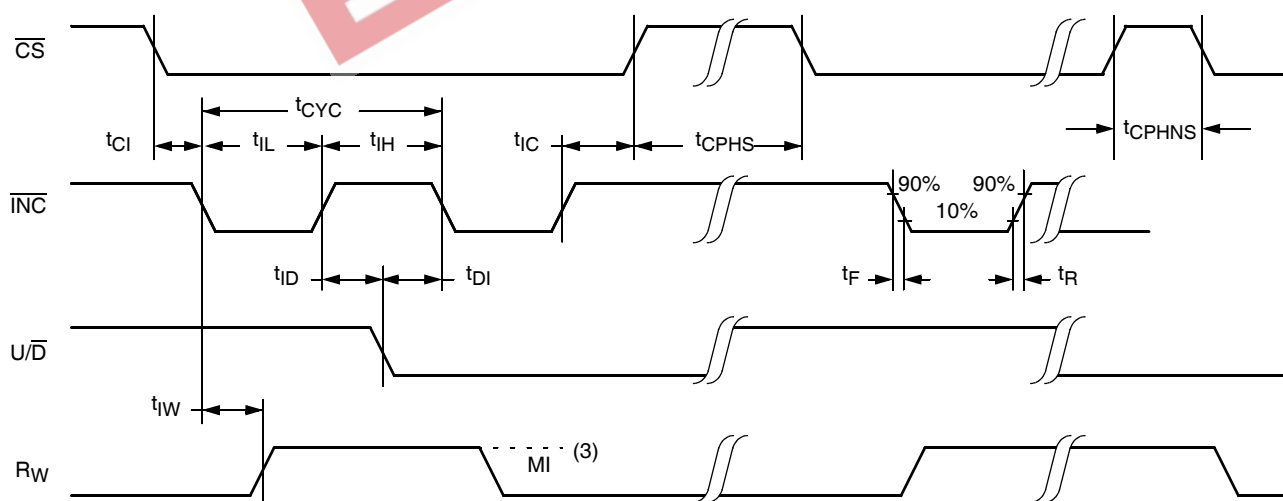 CS
tCYC
tCI
tIL
tIH
tIC
tCPHS
tCPHNS
INC
90%
90%
10%
tID
tDI
tF
tR
U/D
tIW
RW
MI
(3)